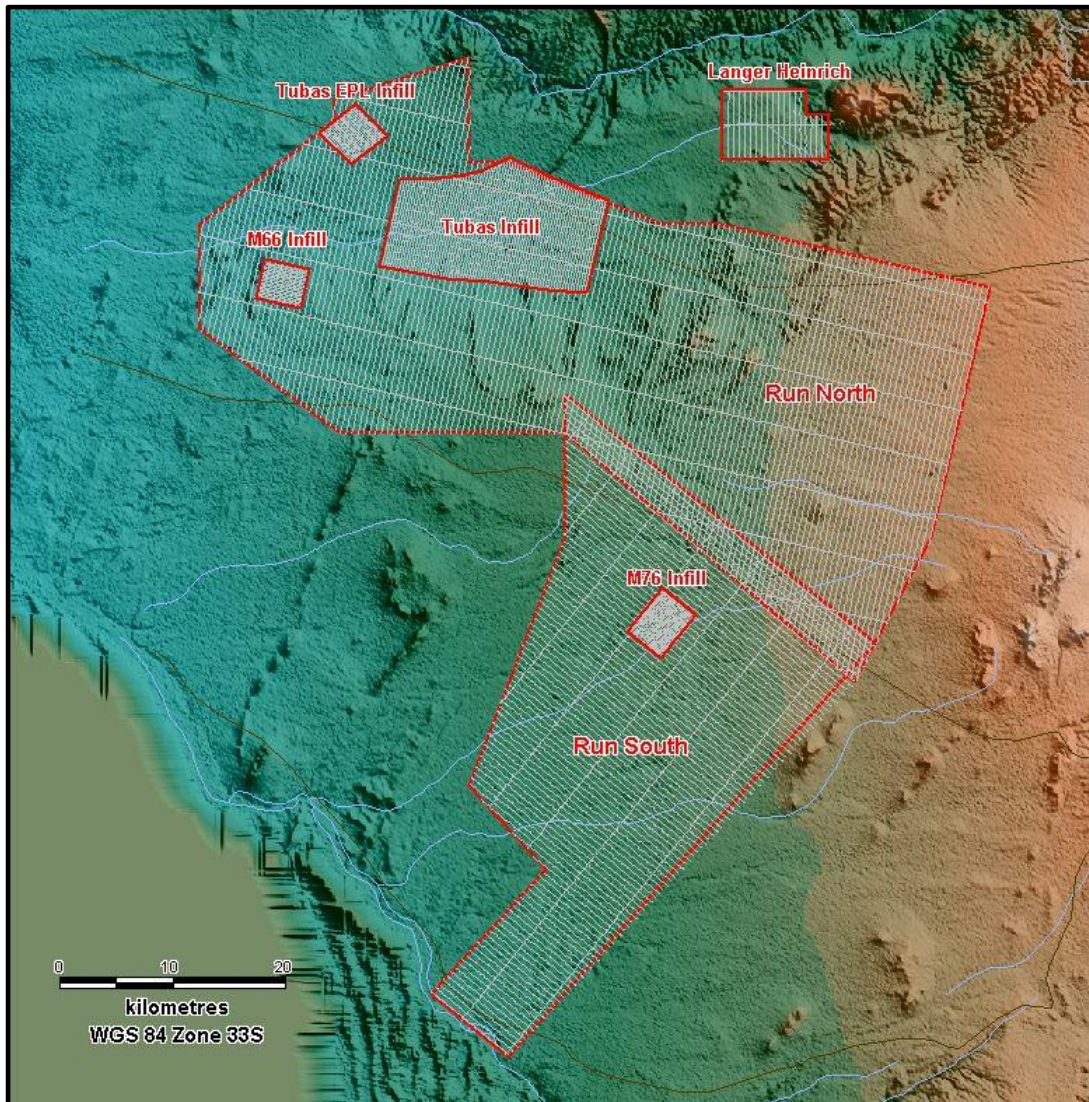 Langer Heinrich
Tubas EPL Infill
Tubas Infill
M66 Infill
Run North
M76 Infill
Run South
0 10 20
kilometres
WGS 84 Zone 33S